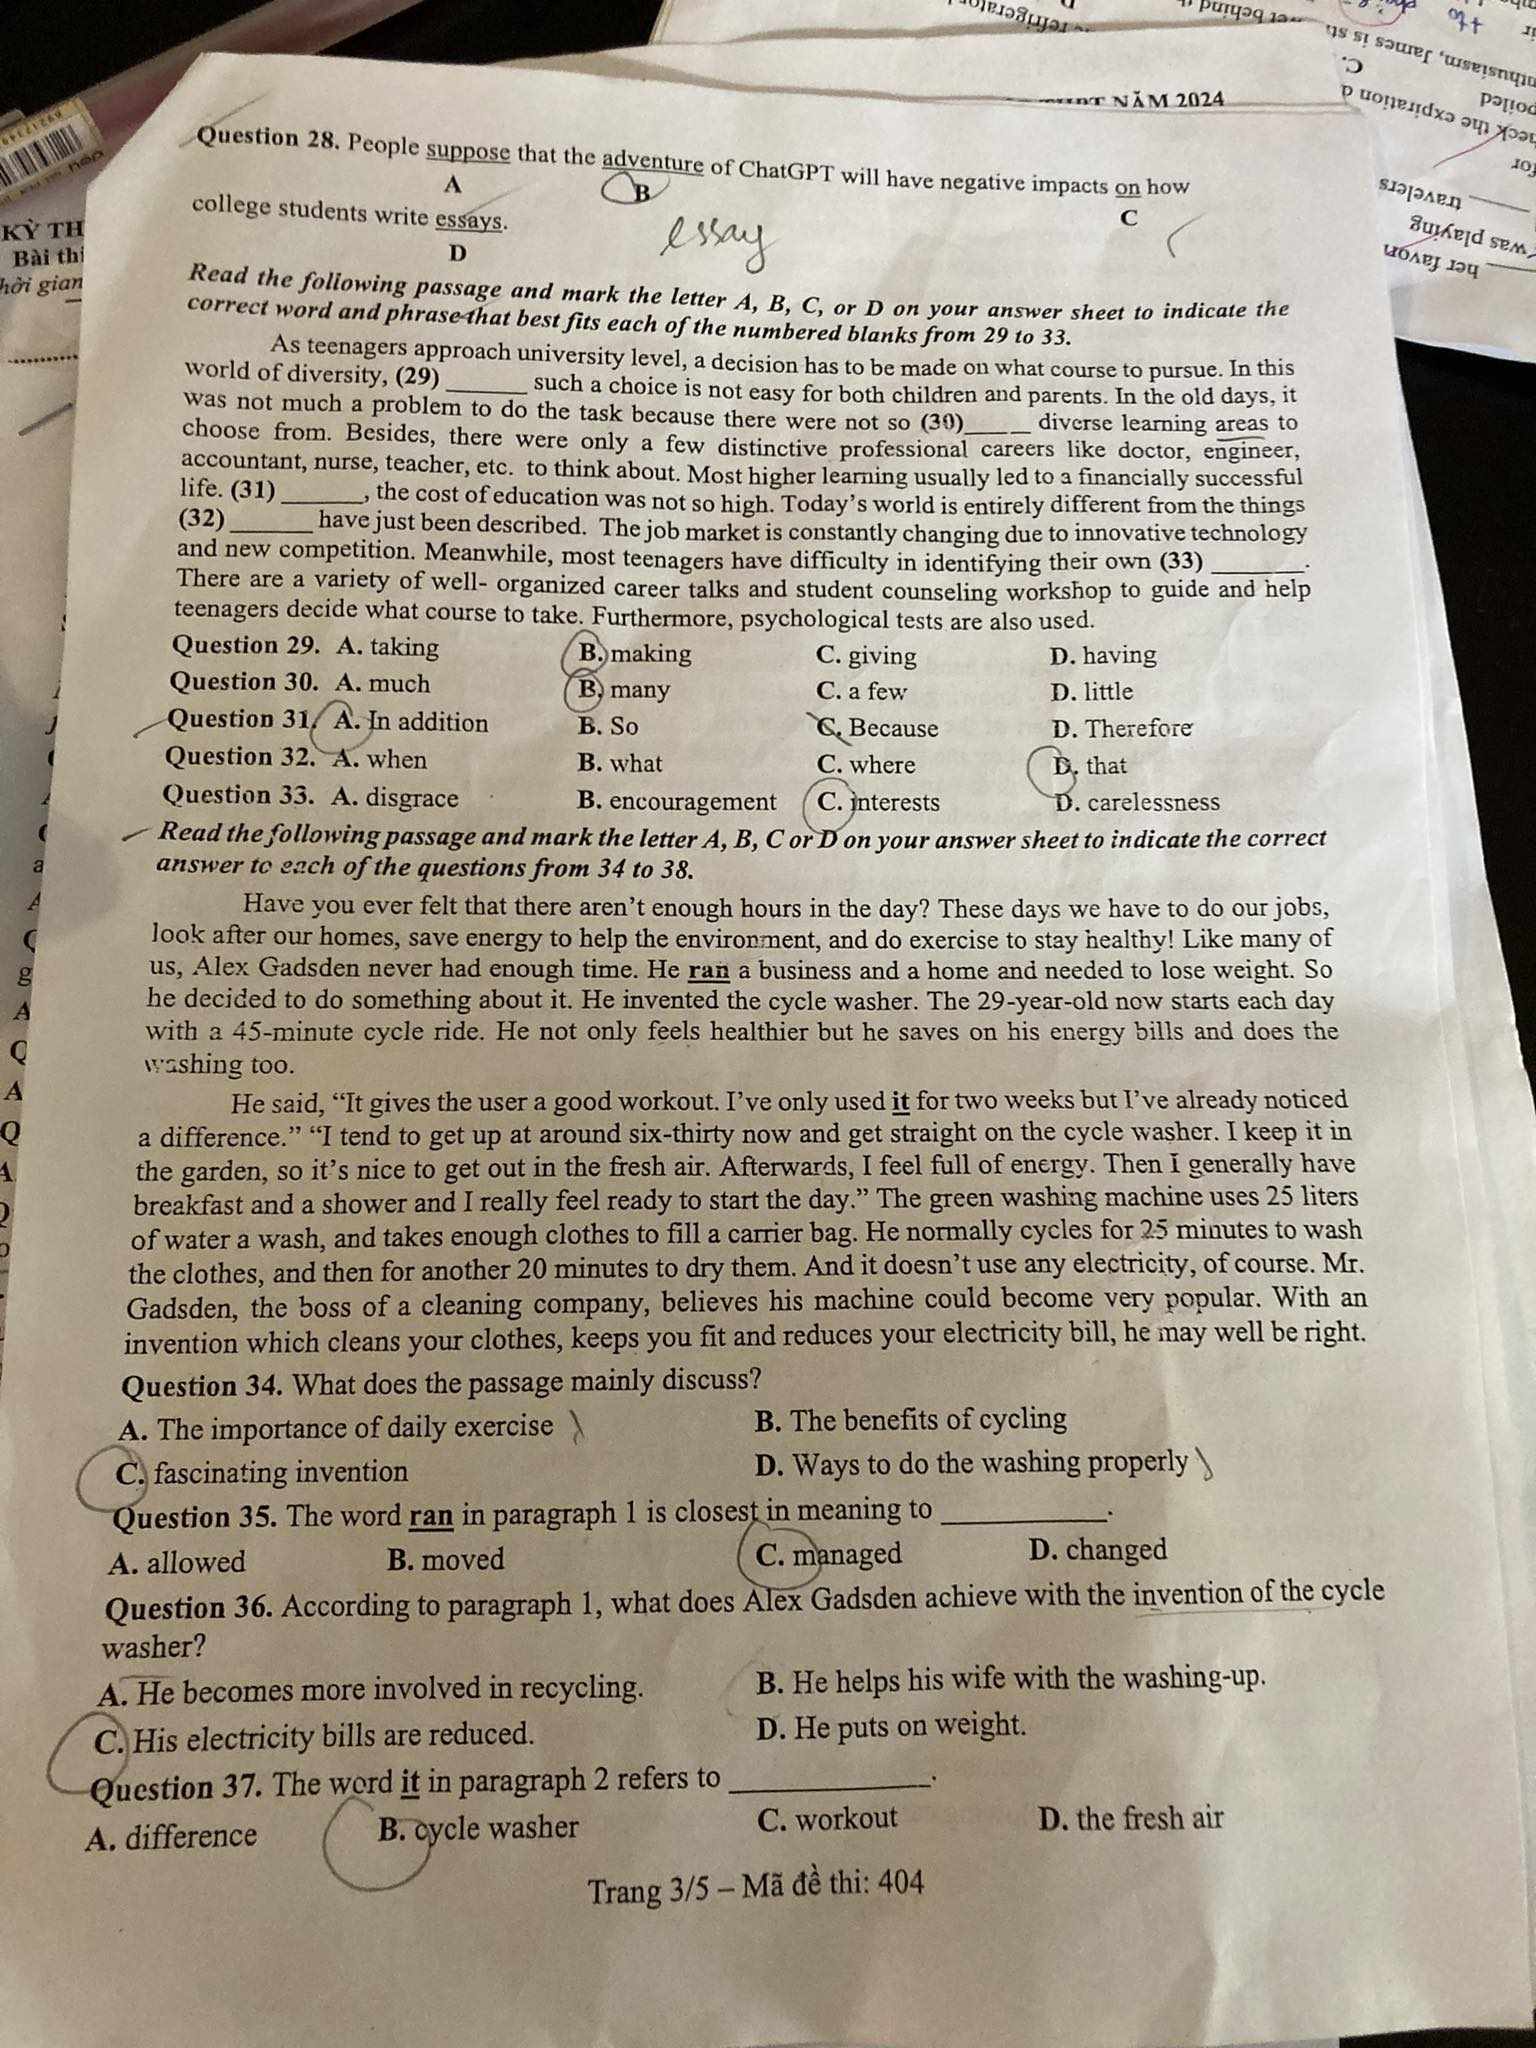 NĂM 2024
Question 28. People suppose that the adventure of ChatGPT will have negative impacts on how
A B C
college students write essays.
D
essay
Read the following passage and mark the letter A, B, C, or D on your answer sheet to indicate the
correct word and phrase that best fits each of the numbered blanks from 29 to 33.
As teenagers approach university level, a decision has to be made on what course to pursue. In this
world of diversity, (29) _______ such a choice is not easy for both children and parents. In the old days, it
was not much a problem to do the task because there were not so (30)_____ diverse learning areas to
choose from. Besides, there were only a few distinctive professional careers like doctor, engineer,
accountant, nurse, teacher, etc. to think about. Most higher learning usually led to a financially successful
life. (31) _______, the cost of education was not so high. Today's world is entirely different from the things
(32) _______ have just been described. The job market is constantly changing due to innovative technology
and new competition. Meanwhile, most teenagers have difficulty in identifying their own (33) ________.
There are a variety of well- organized career talks and student counseling workshop to guide and help
teenagers decide what course to take. Furthermore, psychological tests are also used.
Question 29. A. taking B. making C. giving D. having
Question 30. A. much B. many C. a few D. little
Question 31. A. In addition B. So C. Because D. Therefore
Question 32. A. when B. what C. where D. that
Question 33. A. disgrace B. encouragement C. interests D. carelessness
Read the following passage and mark the letter A, B, C or D on your answer sheet to indicate the correct
answer to each of the questions from 34 to 38.
Have you ever felt that there aren't enough hours in the day? These days we have to do our jobs,
look after our homes, save energy to help the environment, and do exercise to stay healthy! Like many of
us, Alex Gadsden never had enough time. He ran a business and a home and needed to lose weight. So
he decided to do something about it. He invented the cycle washer. The 29-year-old now starts each day
with a 45-minute cycle ride. He not only feels healthier but he saves on his energy bills and does the
washing too.
He said, "It gives the user a good workout. I've only used it for two weeks but I've already noticed
a difference." "I tend to get up at around six-thirty now and get straight on the cycle washer. I keep it in
the garden, so it's nice to get out in the fresh air. Afterwards, I feel full of energy. Then I generally have
breakfast and a shower and I really feel ready to start the day." The green washing machine uses 25 liters
of water a wash, and takes enough clothes to fill a carrier bag. He normally cycles for 25 minutes to wash
the clothes, and then for another 20 minutes to dry them. And it doesn't use any electricity, of course. Mr.
Gadsden, the boss of a cleaning company, believes his machine could become very popular. With an
invention which cleans your clothes, keeps you fit and reduces your electricity bill, he may well be right.
Question 34. What does the passage mainly discuss?
A. The importance of daily exercise B. The benefits of cycling
C. fascinating invention D. Ways to do the washing properly
Question 35. The word ran in paragraph 1 is closest in meaning to ____________.
A. allowed B. moved C. managed D. changed
Question 36. According to paragraph 1, what does Alex Gadsden achieve with the invention of the cycle
washer?
A. He becomes more involved in recycling. B. He helps his wife with the washing-up.
C. His electricity bills are reduced. D. He puts on weight.
Question 37. The word it in paragraph 2 refers to ______________.
A. difference B. cycle washer C. workout D. the fresh air
Trang 3/5 – Mã đề thi: 404
KỲ TH
Bài thi
hời gian
her favor
was playing
travelers
for
heck the expiration d
C.
nthusiasm, James is